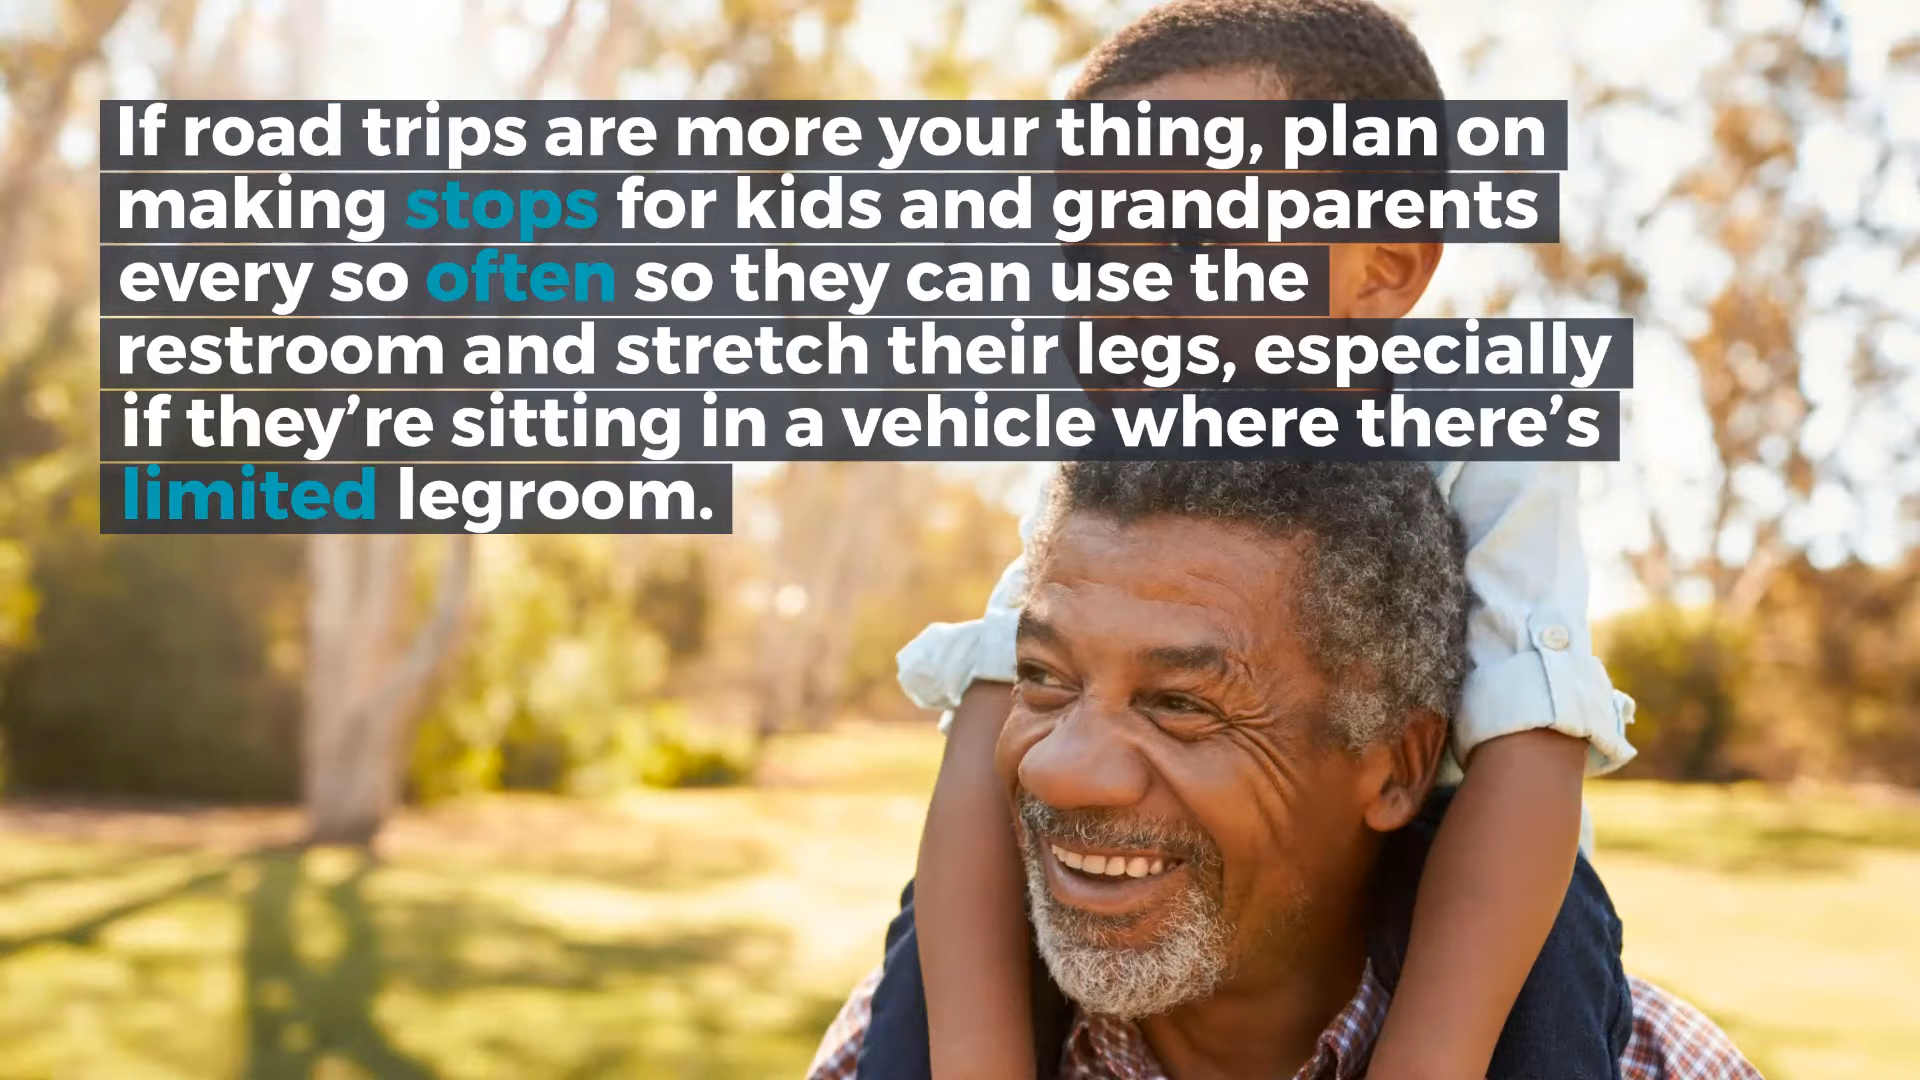 If road trips are more your thing, plan on
making stops for kids and grandparents
every so often so they can use the
restroom and stretch their legs, especially
if they’re sitting in a vehicle where there’s
limited legroom.